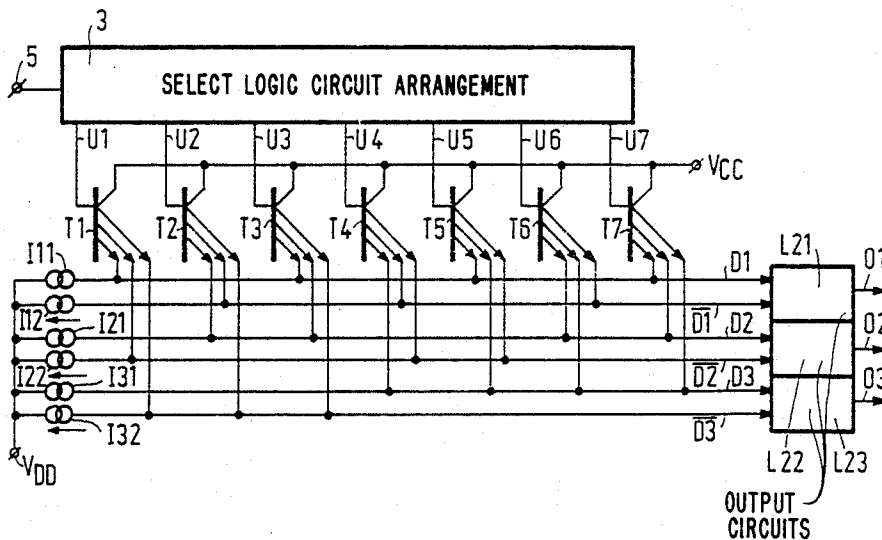 3
5
SELECT LOGIC CIRCUIT ARRANGEMENT
U1 U2 U3 U4 U5 U6 U7
VCC
T1 T2 T3 T4 T5 T6 T7
I11 L21
D1 O1
I12 I21 D1 D2 O2
I22 I31 D2 D3 O3
I32 D3
VDD L22 L23
OUTPUT
CIRCUITS